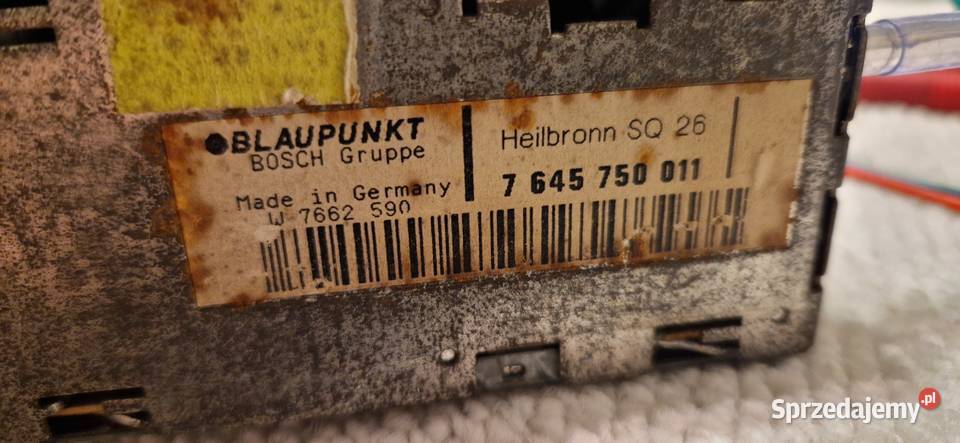 BLAUPUNKT
BOSCH Gruppe
Made in Germany
W 7662 590
Heilbronn SQ 26
7 645 750 011
Sprzedajemy.pl